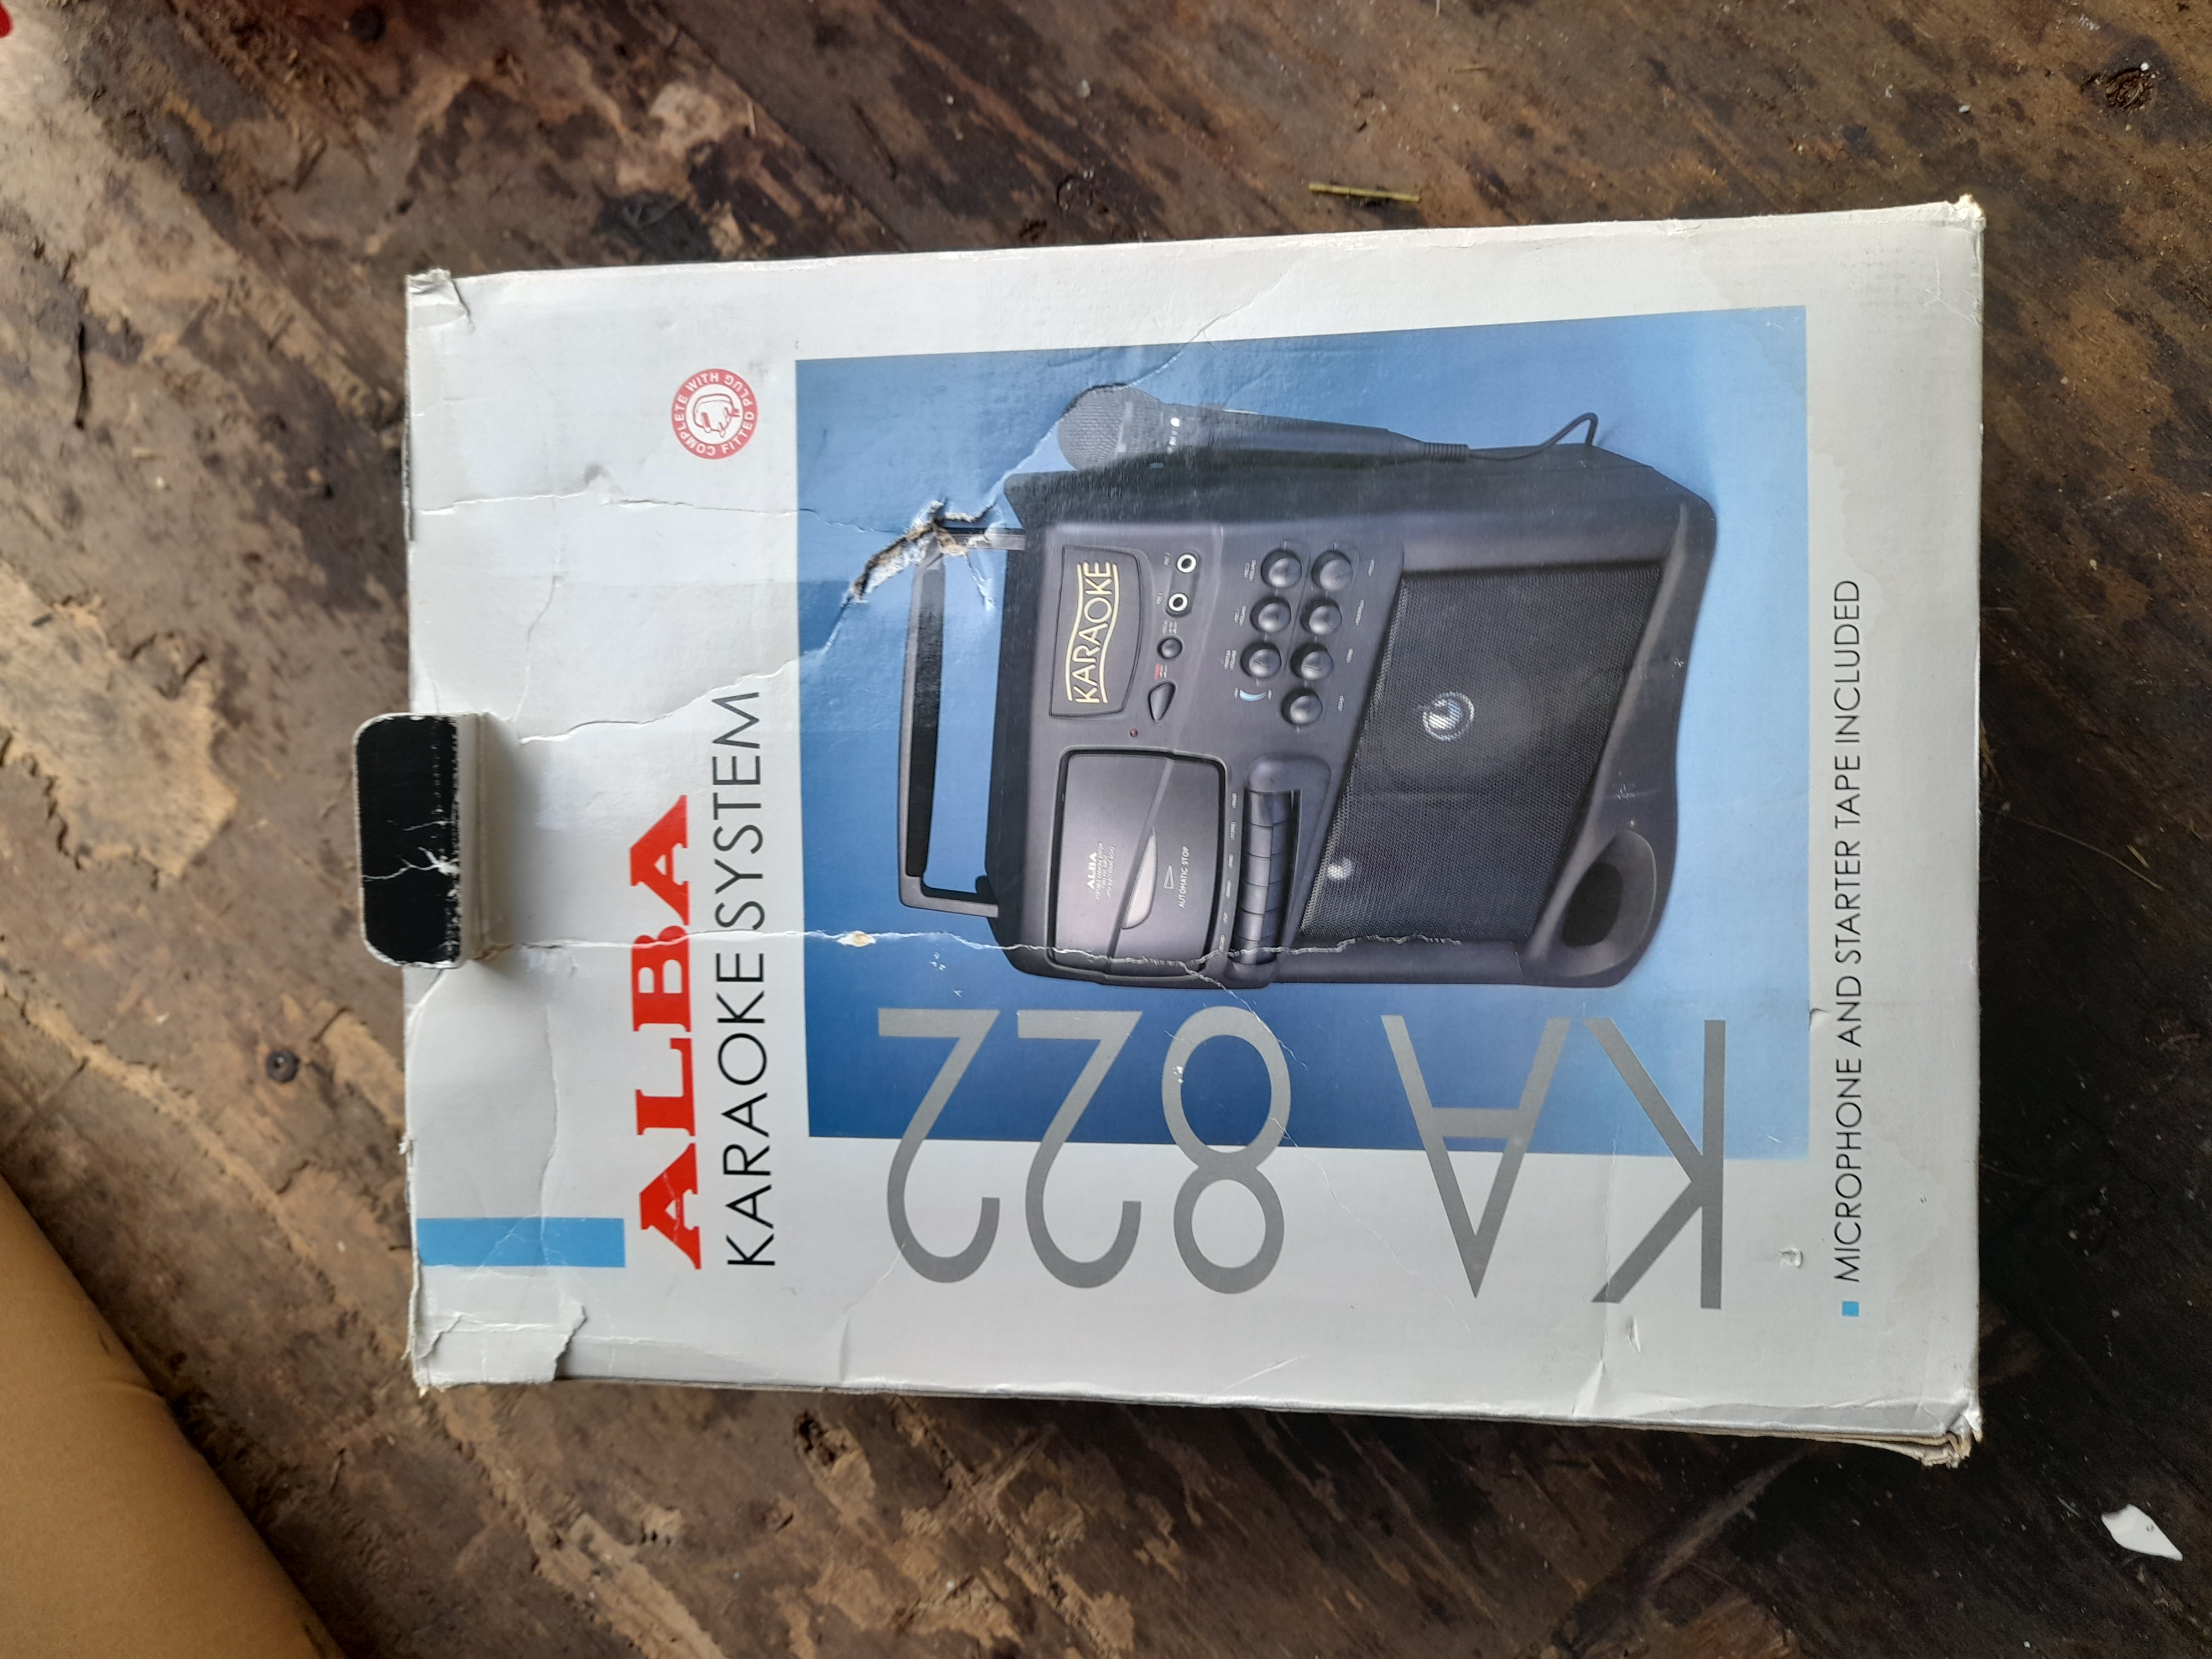 ALBA
KARAOKE SYSTEM
COMPLETE WITH FITTED PLUG
KA 822
KARAOKE
ALBA
AUTOMATIC STOP
MICROPHONE AND STARTER TAPE INCLUDED